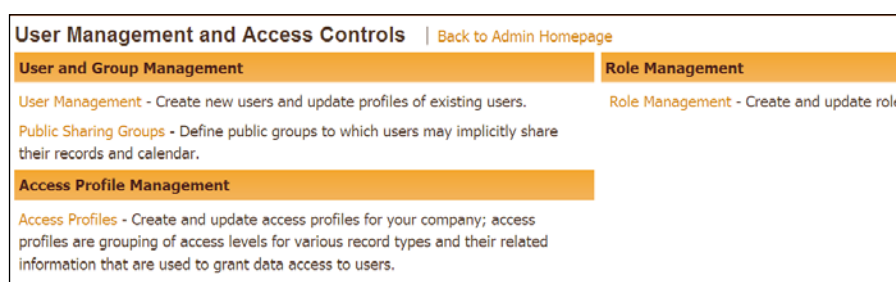 User Management and Access Controls | Back to Admin Homepage
User and Group Management
User Management - Create new users and update profiles of existing users.
Public Sharing Groups - Define public groups to which users may implicitly share
their records and calendar.
Access Profile Management
Access Profiles - Create and update access profiles for your company; access
profiles are grouping of access levels for various record types and their related
information that are used to grant data access to users.
Role Management
Role Management - Create and update role